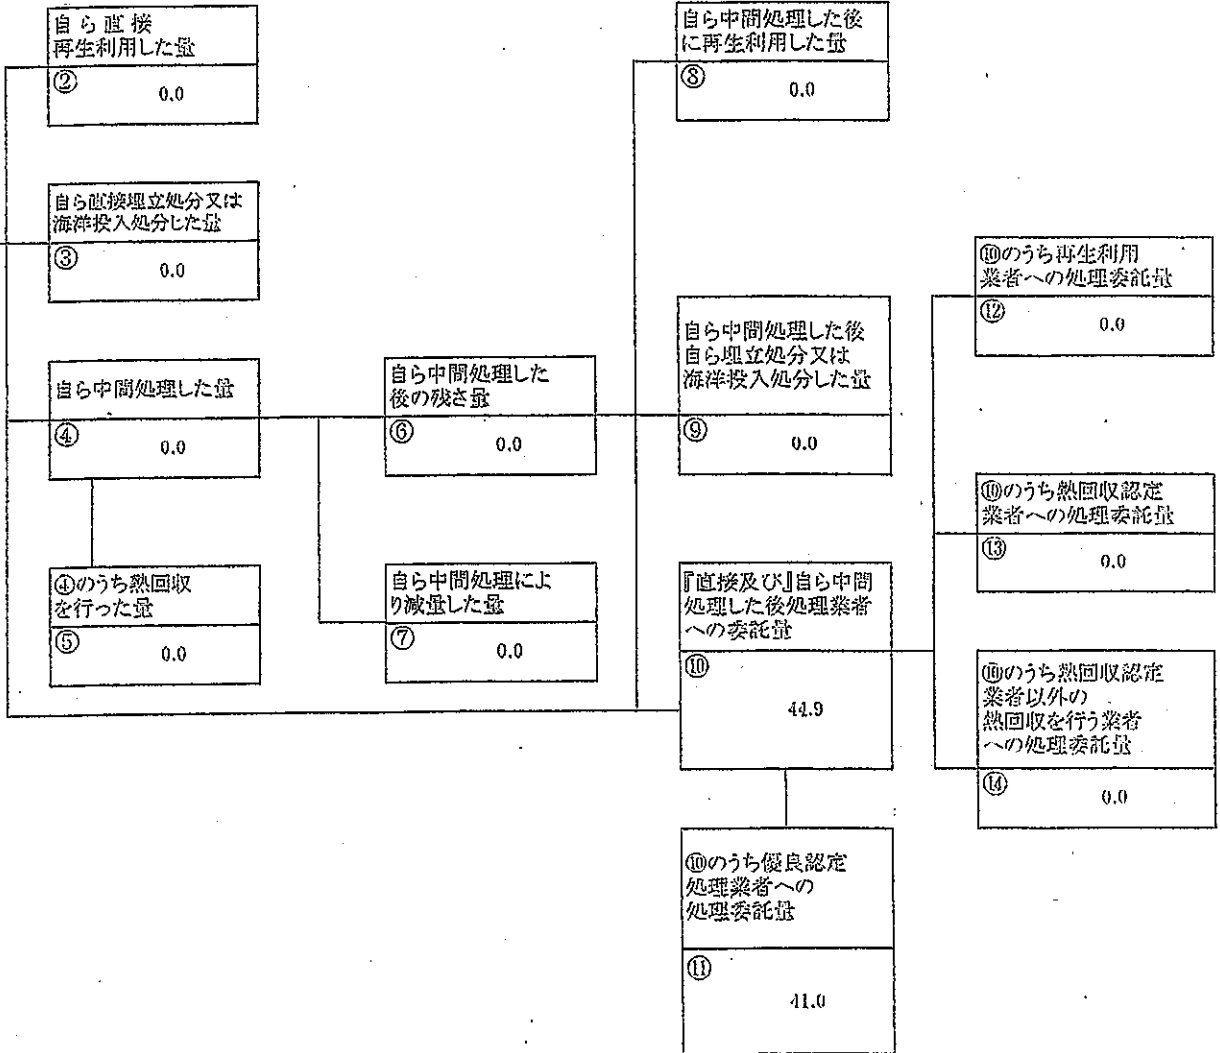 自ら直接
再生利用した量
②
0.0
自ら直接埋立処分又は
海洋投入処分した量
③
0.0
自ら中間処理した量
④
0.0
④のうち熱回収
を行った量
⑤
0.0
自ら中間処理した
後の残さ量
⑥
0.0
自ら中間処理によ
り減量した量
⑦
0.0
自ら中間処理した後
に再生利用した量
⑧
0.0
自ら中間処理した後
自ら埋立処分又は
海洋投入処分した量
⑨
0.0
『直接及び』自ら中間
処理した後処理業者
への委託量
⑩
44.9
⑩のうち優良認定
処理業者への
処理委託量
⑪
41.0
⑩のうち再生利用
業者への処理委託量
⑫
0.0
⑩のうち熱回収認定
業者への処理委託量
⑬
0.0
⑩のうち熱回収認定
業者以外の
熱回収を行う業者
への処理委託量
⑭
0.0